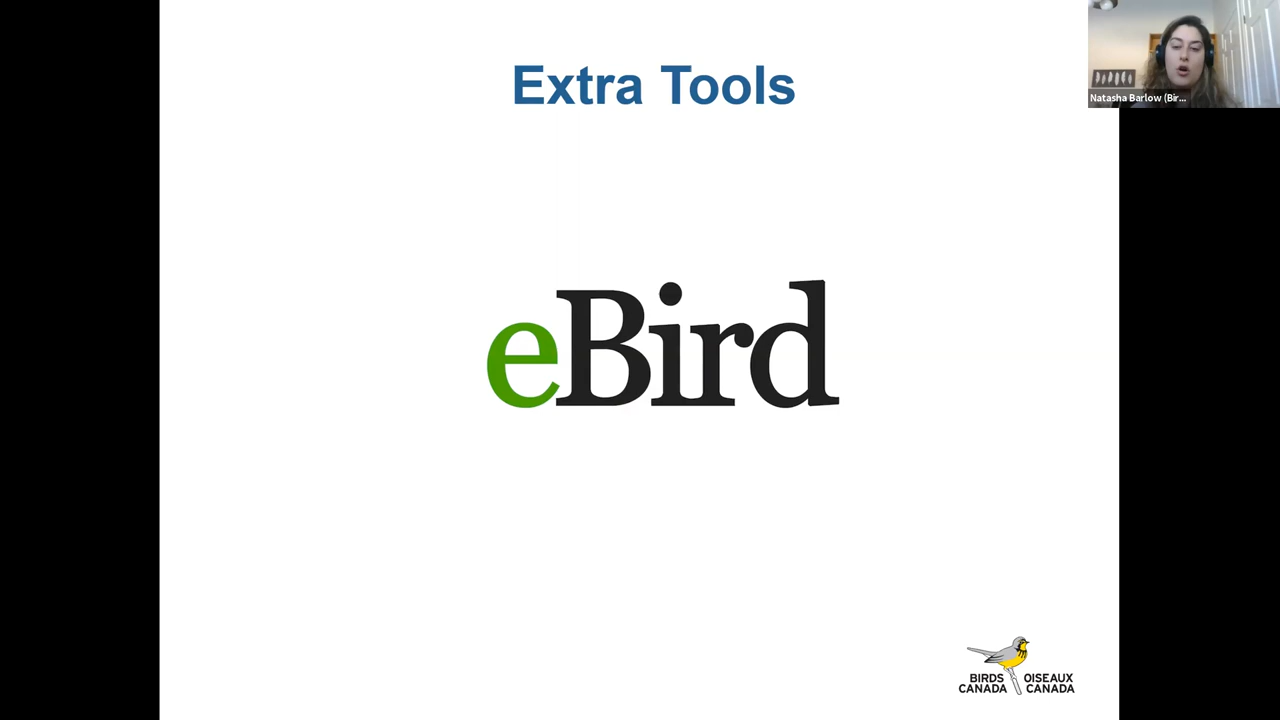 Extra Tools
Natasha Barlow (Bir...
eBird
BIRDS CANADA
OISEAUX CANADA